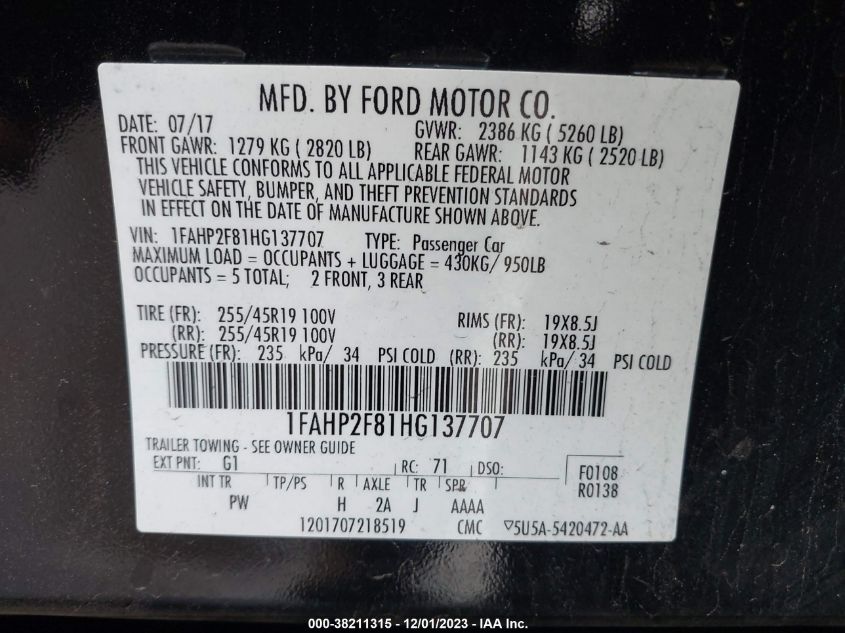 MFD. BY FORD MOTOR CO.
DATE: 07/17 GVWR: 2386 KG ( 5260 LB)
FRONT GAWR: 1279 KG ( 2820 LB) REAR GAWR: 1143 KG ( 2520 LB)
THIS VEHICLE CONFORMS TO ALL APPLICABLE FEDERAL MOTOR
VEHICLE SAFETY, BUMPER, AND THEFT PREVENTION STANDARDS
IN EFFECT ON THE DATE OF MANUFACTURE SHOWN ABOVE.
VIN: 1FAHP2F81HG137707 TYPE: Passenger Car
MAXIMUM LOAD = OCCUPANTS + LUGGAGE = 430KG/ 950LB
OCCUPANTS = 5 TOTAL; 2 FRONT, 3 REAR
TIRE (FR): 255/45R19 100V RIMS (FR): 19X8.5J
(RR): 255/45R19 100V (RR): 19X8.5J
PRESSURE (FR): 235 kPa/ 34 PSI COLD (RR): 235 kPa/ 34 PSI COLD
1FAHP2F81HG137707
TRAILER TOWING - SEE OWNER GUIDE
EXT PNT: G1 RC: 71 DSO: F0108
INT TR TP/PS R AXLE TR SPR R0138
PW H 2A J AAAA
1201707218519 CMC ▽5U5A-5420472-AA
000-38211315 - 12/01/2023 - IAA Inc.